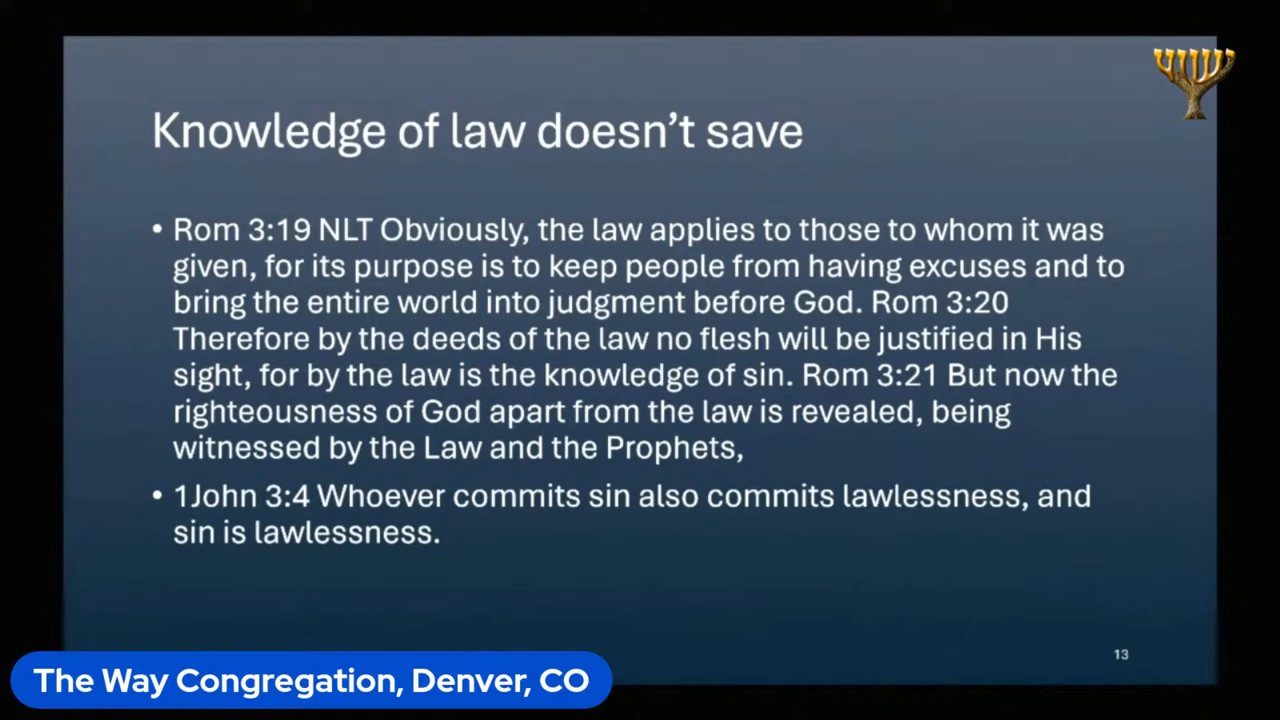 Knowledge of law doesn’t save
• Rom 3:19 NLT Obviously, the law applies to those to whom it was
given, for its purpose is to keep people from having excuses and to
bring the entire world into judgment before God. Rom 3:20
Therefore by the deeds of the law no flesh will be justified in His
sight, for by the law is the knowledge of sin. Rom 3:21 But now the
righteousness of God apart from the law is revealed, being
witnessed by the Law and the Prophets,
• 1John 3:4 Whoever commits sin also commits lawlessness, and
sin is lawlessness.
13
The Way Congregation, Denver, CO